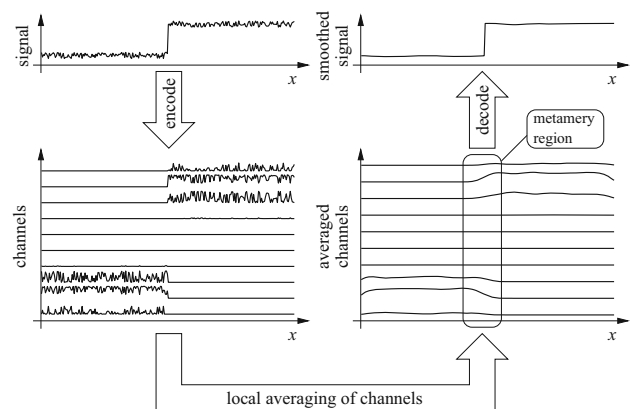 signal
x
encode
smoothed
signal
x
decode
metamery
region
channels
x
averaged
channels
x
local averaging of channels